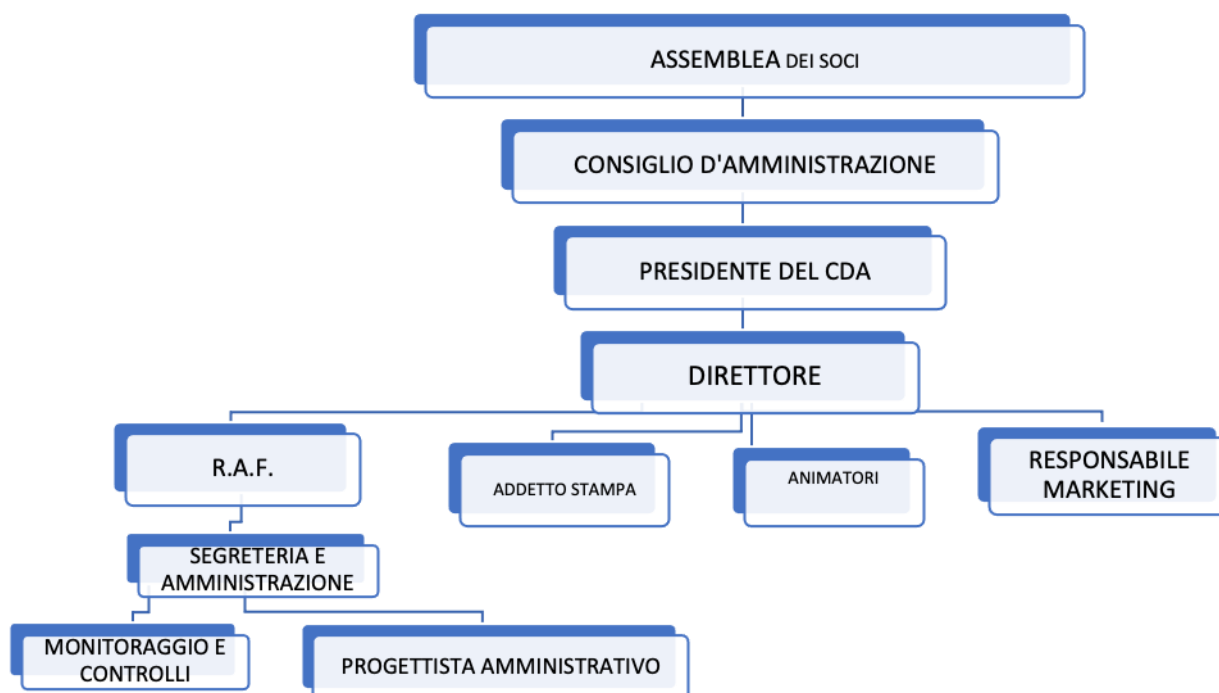 ASSEMBLEA DEI SOCI
CONSIGLIO D'AMMINISTRAZIONE
PRESIDENTE DEL CDA
DIRETTORE
R.A.F.
ADDETTO STAMPA
ANIMATORI
RESPONSABILE
MARKETING
SEGRETERIA E
AMMINISTRAZIONE
MONITORAGGIO E
CONTROLLI
PROGETTISTA AMMINISTRATIVO